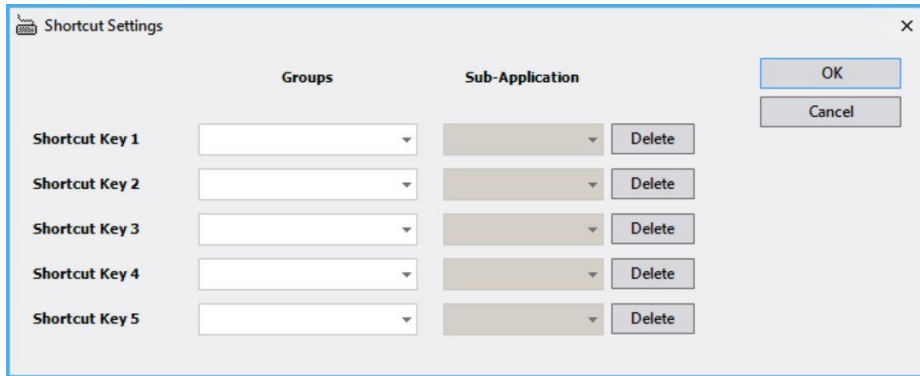 Shortcut Settings
Groups Sub-Application OK
Cancel
Shortcut Key 1 Delete
Shortcut Key 2 Delete
Shortcut Key 3 Delete
Shortcut Key 4 Delete
Shortcut Key 5 Delete